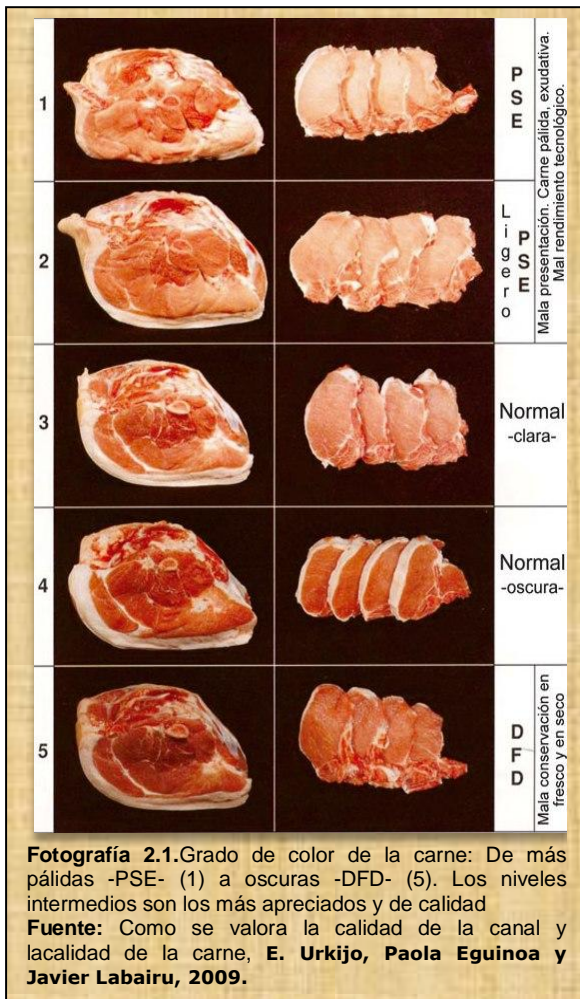 1
P
S
E
Mala presentación. Carne pálida, exudativa.
Mal rendimiento tecnológico.
2
Ligero
P
S
E
3
Normal
-clara-
4
Normal
-oscura-
5
D
F
D
Mala conservación en
fresco y en seco
Fotografía 2.1.Grado de color de la carne: De más
pálidas -PSE- (1) a oscuras -DFD- (5). Los niveles
intermedios son los más apreciados y de calidad
Fuente: Como se valora la calidad de la canal y
lacalidad de la carne, E. Urkijo, Paola Eguinoa y
Javier Labairu, 2009.